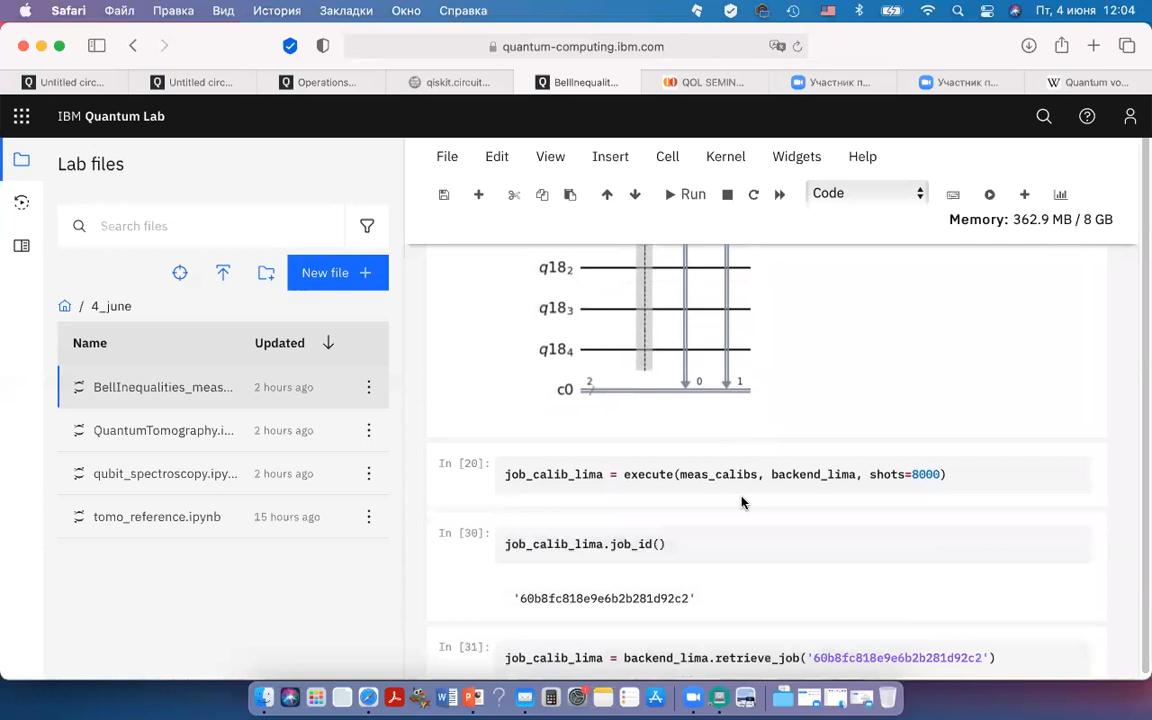 Safari Файл Правка Вид История Закладки Окно Справка Пт, 4 июня 12:04
quantum-computing.ibm.com
Untitled circ... Untitled circ... Operations... qiskit.circuit... BellInequalit... QOL SEMIN... Участник п... Участник п... Quantum vo...
IBM Quantum Lab
Lab files
Search files
New file +
/ 4_june
Name Updated
BellInequalities_meas... 2 hours ago
QuantumTomography.i... 2 hours ago
qubit_spectroscopy.ipy... 2 hours ago
tomo_reference.ipynb 15 hours ago
File Edit View Insert Cell Kernel Widgets Help
Run Code
Memory: 362.9 MB / 8 GB
q18₂
q18₃
q18₄
2 0 1
c0
In [20]: job_calib_lima = execute(meas_calibs, backend_lima, shots=8000)
In [30]: job_calib_lima.job_id()
'60b8fc818e9e6b2b281d92c2'
In [31]: job_calib_lima = backend_lima.retrieve_job('60b8fc818e9e6b2b281d92c2')